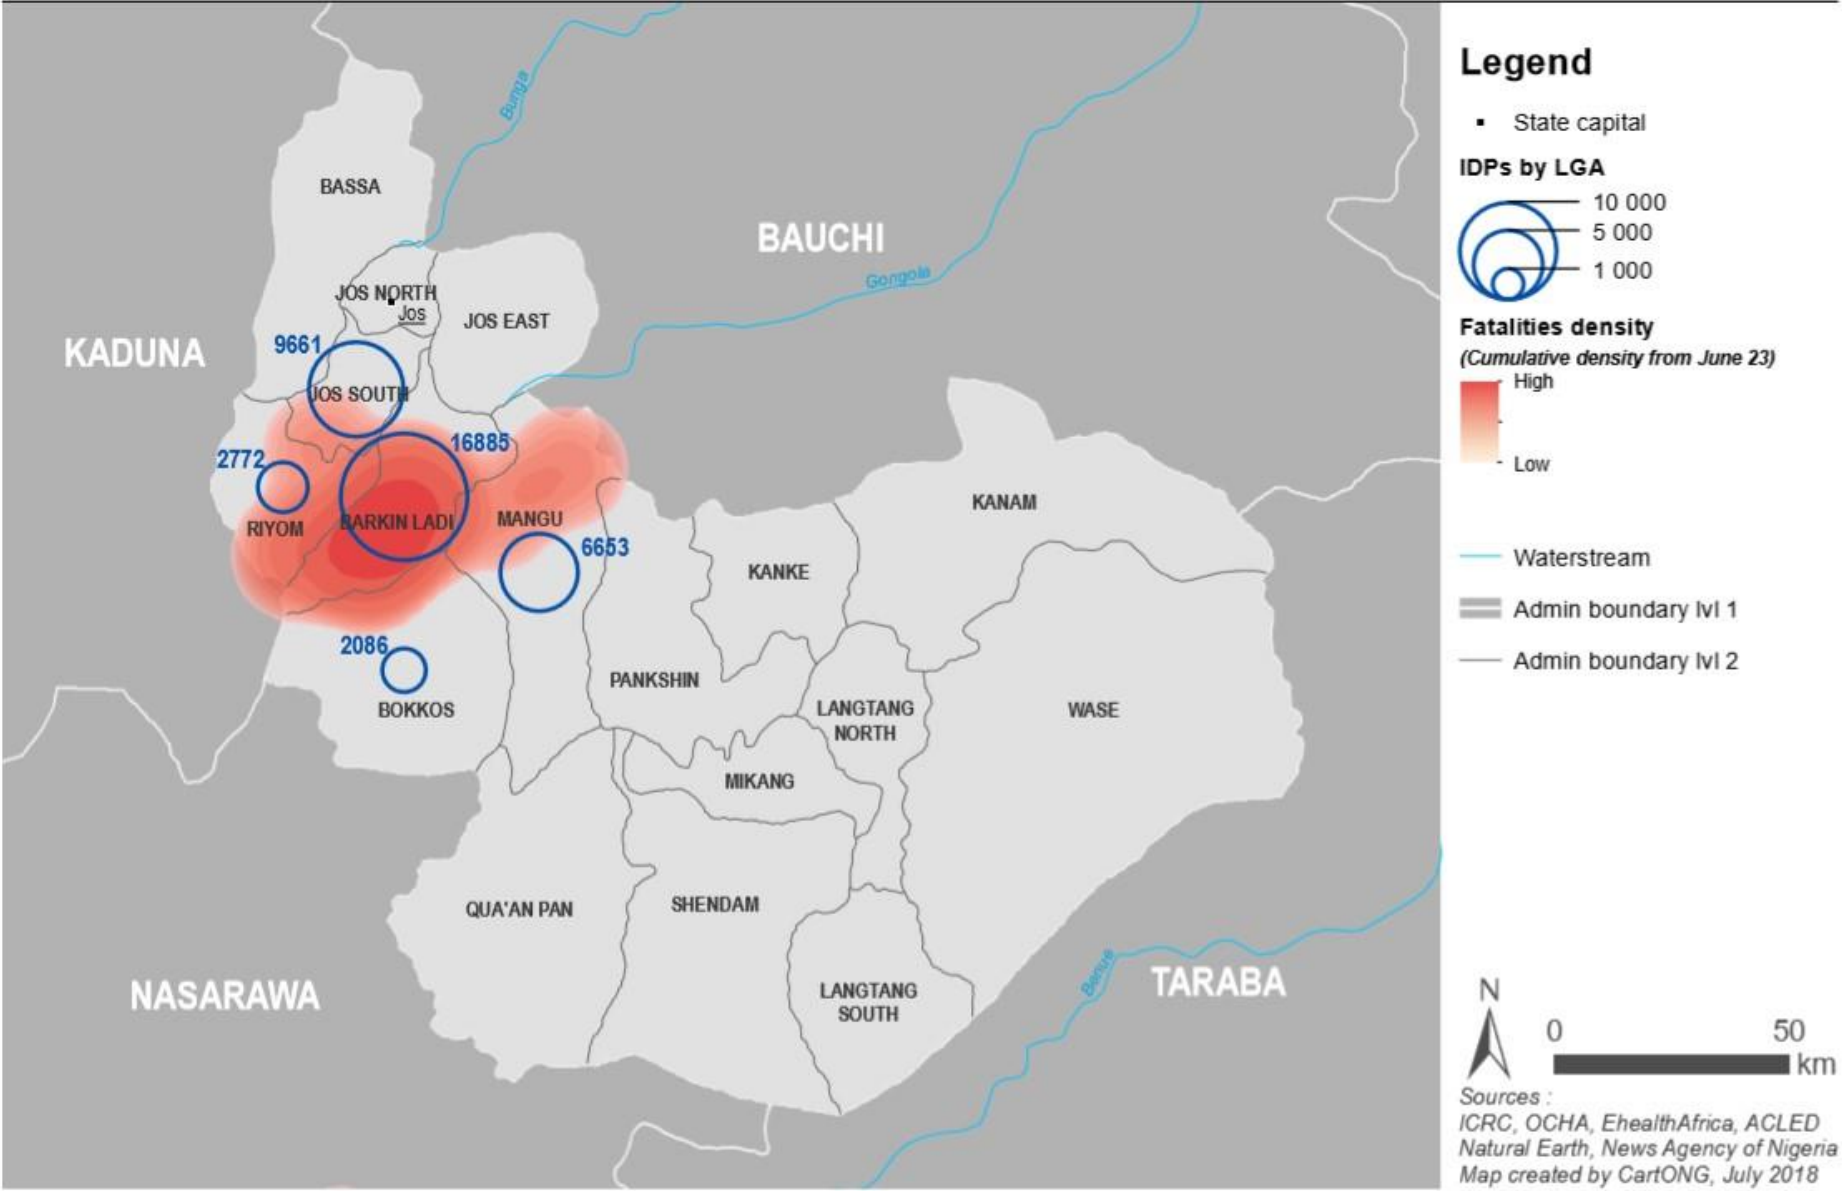 Bunga
BASSA
BAUCHI
Gongola
JOS NORTH
Jos
JOS EAST
KADUNA
9661
JOS SOUTH
16885
2772
RIYOM
BARKIN LADI
MANGU
6653
KANAM
KANKE
2086
BOKKOS
PANKSHIN
LANGTANG
NORTH
WASE
MIKANG
QUA'AN PAN
SHENDAM
LANGTANG
SOUTH
NASARAWA
Benue
TARABA
Legend
State capital
IDPs by LGA
10 000
5 000
1 000
Fatalities density
(Cumulative density from June 23)
High
Low
Waterstream
Admin boundary lvl 1
Admin boundary lvl 2
N
0 50
km
Sources :
ICRC, OCHA, EhealthAfrica, ACLED
Natural Earth, News Agency of Nigeria
Map created by CartONG, July 2018